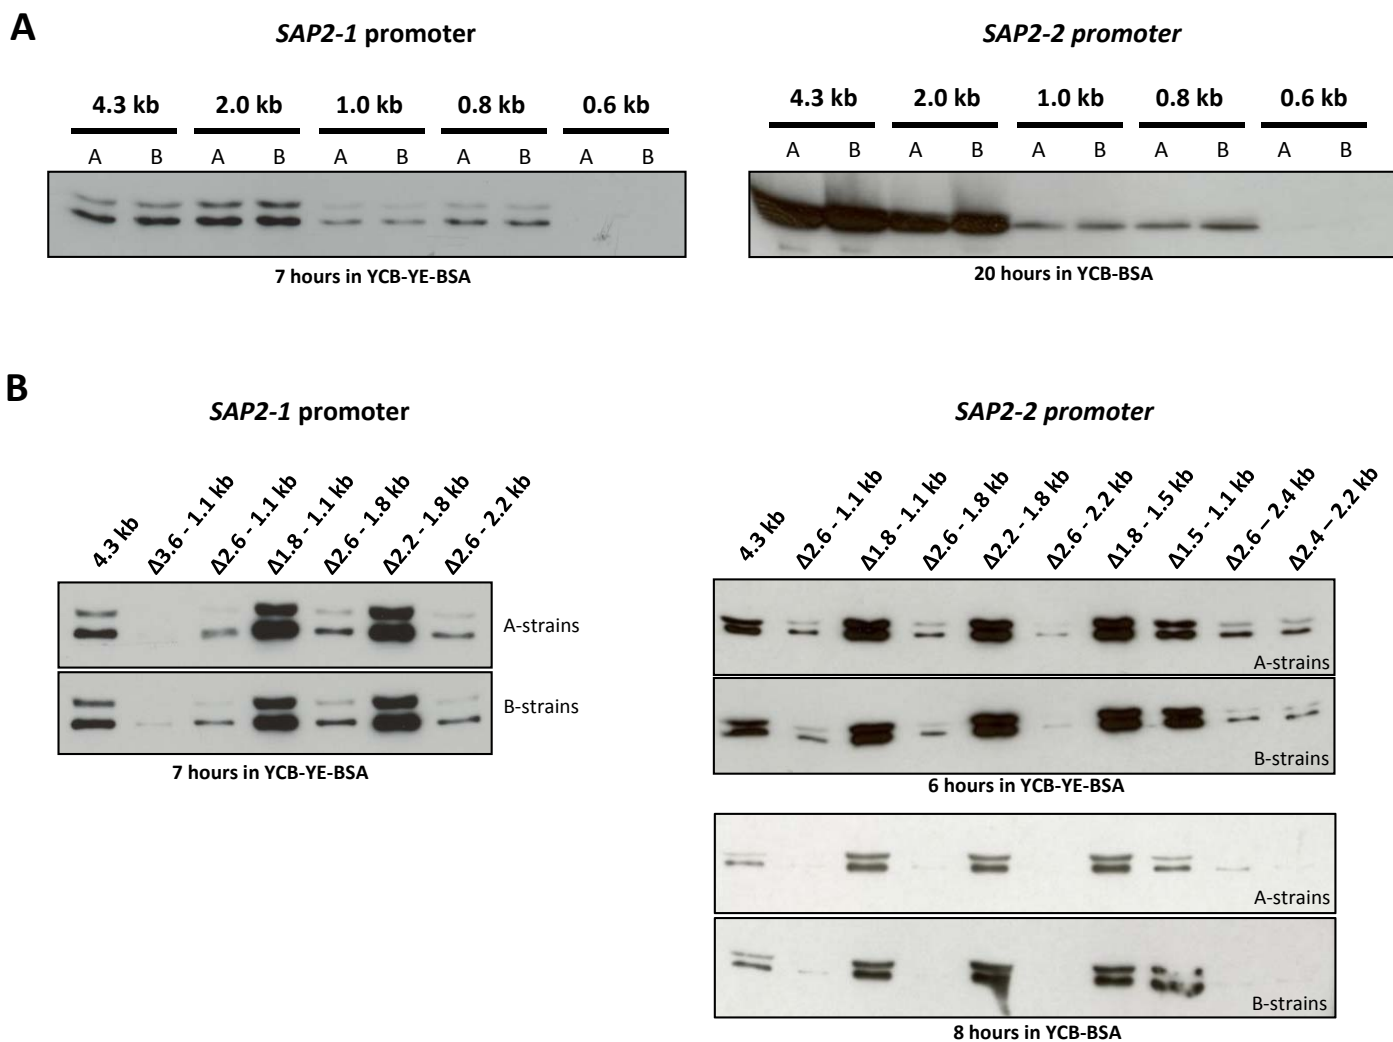 A
SAP2-1 promoter
4.3 kb 2.0 kb 1.0 kb 0.8 kb 0.6 kb
A B A B A B A B A B
7 hours in YCB-YE-BSA
SAP2-2 promoter
4.3 kb 2.0 kb 1.0 kb 0.8 kb 0.6 kb
A B A B A B A B A B
20 hours in YCB-BSA
B
SAP2-1 promoter
4.3 kb
Δ3.6 - 1.1 kb
Δ2.6 - 1.1 kb
Δ1.8 - 1.1 kb
Δ2.6 - 1.8 kb
Δ2.2 - 1.8 kb
Δ2.6 - 2.2 kb
A-strains
B-strains
7 hours in YCB-YE-BSA
SAP2-2 promoter
4.3 kb
Δ2.6 - 1.1 kb
Δ1.8 - 1.1 kb
Δ2.6 - 1.8 kb
Δ2.2 - 1.8 kb
Δ2.6 - 2.2 kb
Δ1.8 - 1.5 kb
Δ1.5 - 1.1 kb
Δ2.6 – 2.4 kb
Δ2.4 – 2.2 kb
A-strains
B-strains
6 hours in YCB-YE-BSA
A-strains
B-strains
8 hours in YCB-BSA